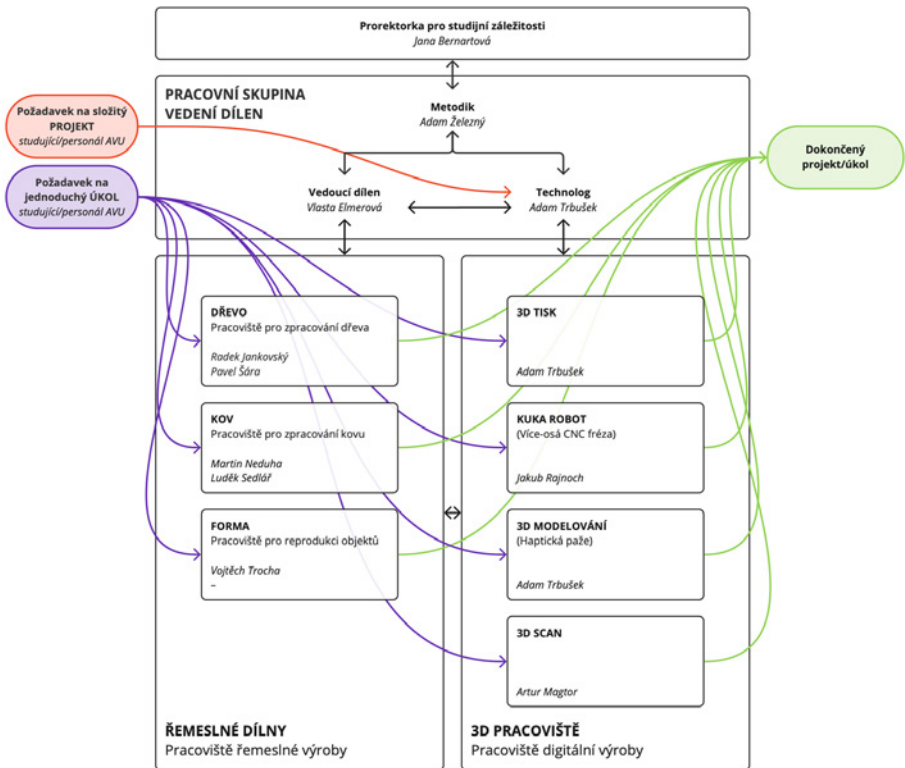 Prorektorka pro studijní záležitosti
Jana Bernartová
PRACOVNÍ SKUPINA
VEDENÍ DÍLEN
Požadavek na složitý
PROJEKT
studující/personál AVU
Požadavek na
jednoduchý ÚKOL
studující/personál AVU
Metodik
Adam Železný
Dokončený
projekt/úkol
Vedoucí dílen
Vlasta Elmerová
Technolog
Adam Trbušek
DŘEVO
Pracoviště pro zpracování dřeva
Radek Jankovský
Pavel Šára
KOV
Pracoviště pro zpracování kovu
Martin Neduha
Luděk Sedlář
FORMA
Pracoviště pro reprodukci objektů
Vojtěch Trocha
–
ŘEMESLNÉ DÍLNY
Pracoviště řemeslné výroby
3D TISK
Adam Trbušek
KUKA ROBOT
(Více-osá CNC fréza)
Jakub Rajnoch
3D MODELOVÁNÍ
(Haptická paže)
Adam Trbušek
3D SCAN
Artur Magtor
3D PRACOVIŠTĚ
Pracoviště digitální výroby